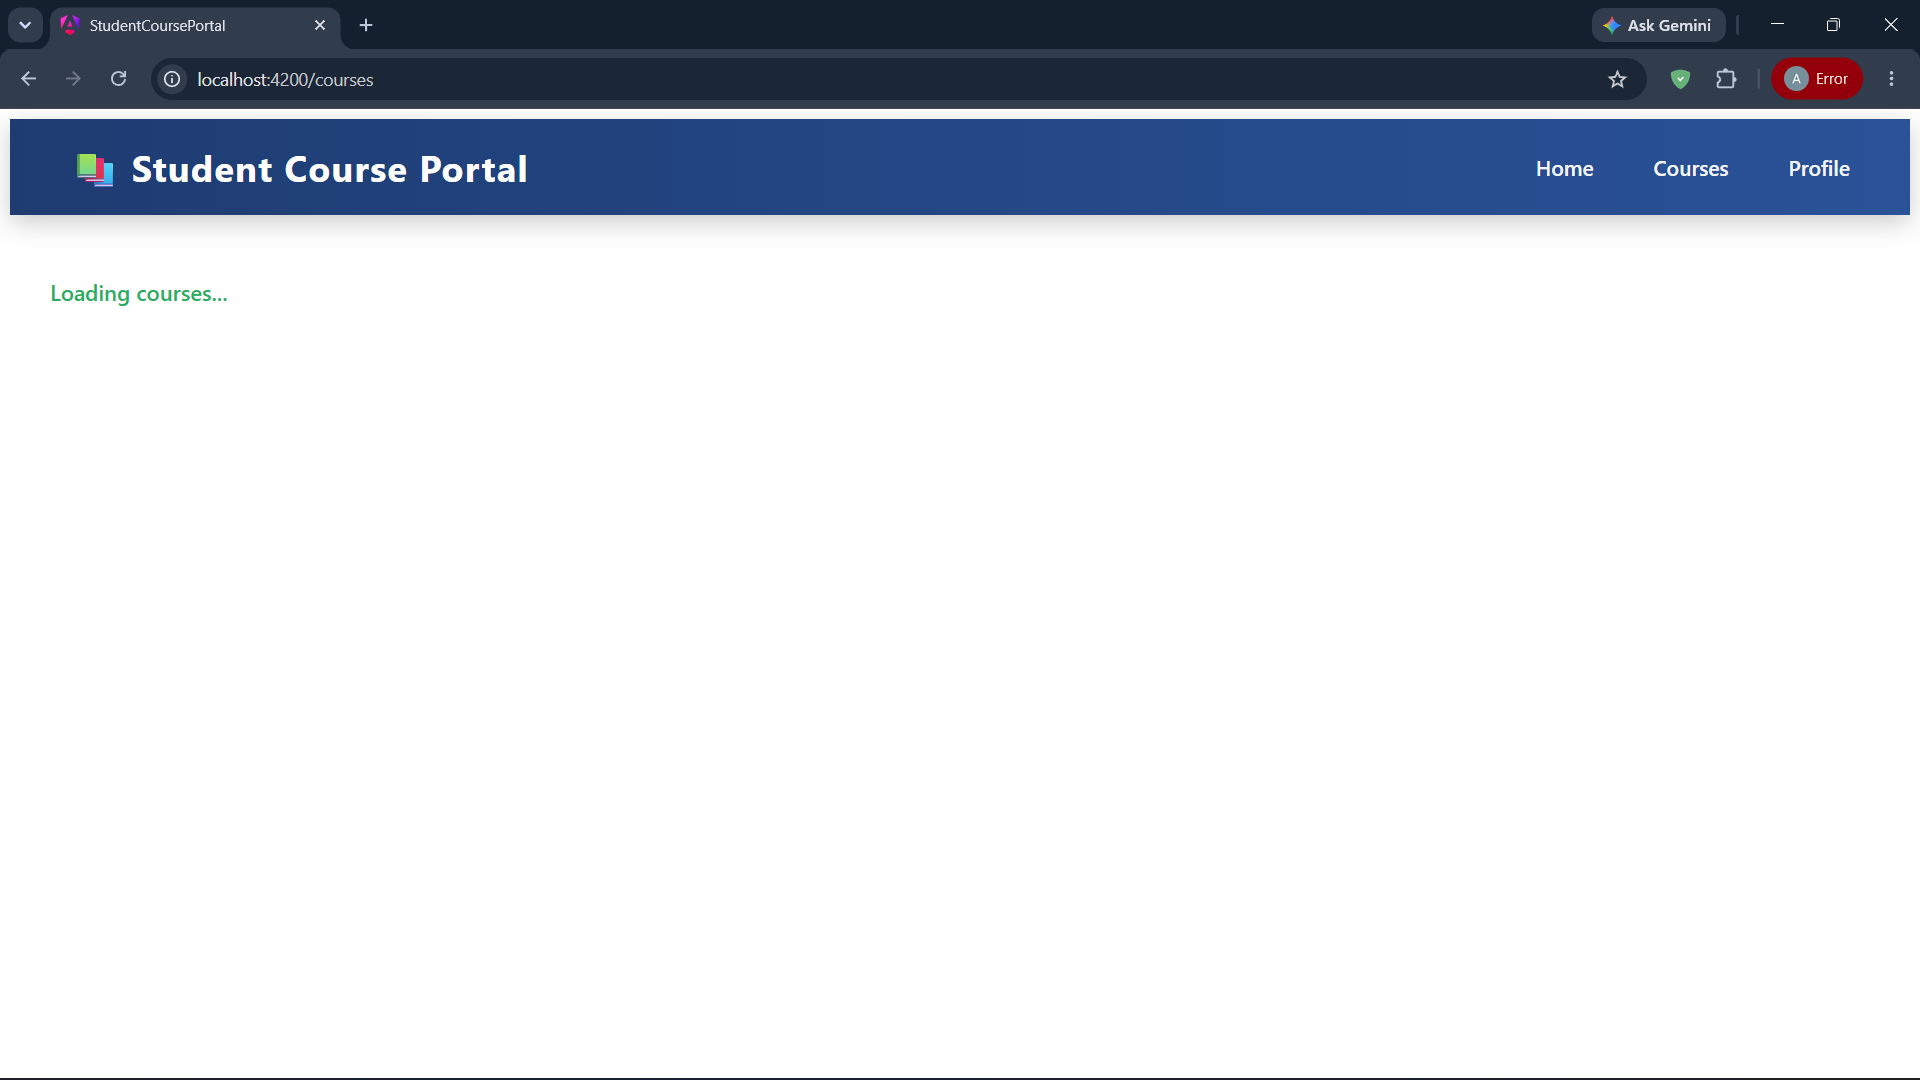 StudentCoursePortal
Ask Gemini
localhost:4200/courses
A Error
Student Course Portal
Home Courses Profile
Loading courses...